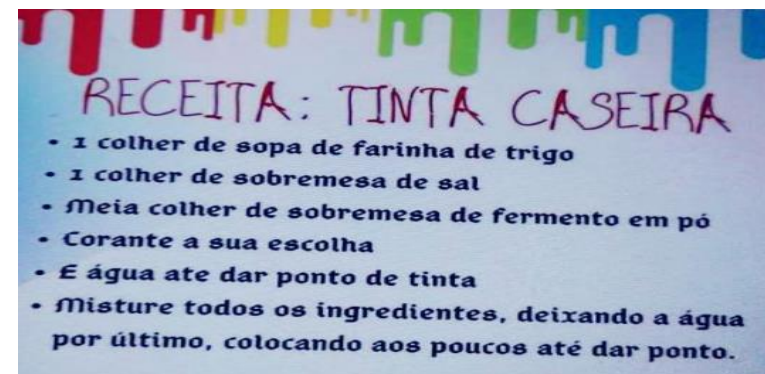 RECEITA: TINTA CASEIRA
• 1 colher de sopa de farinha de trigo
• 1 colher de sobremesa de sal
• Meia colher de sobremesa de fermento em pó
• Corante a sua escolha
• E água ate dar ponto de tinta
• Misture todos os ingredientes, deixando a água
por último, colocando aos poucos até dar ponto.